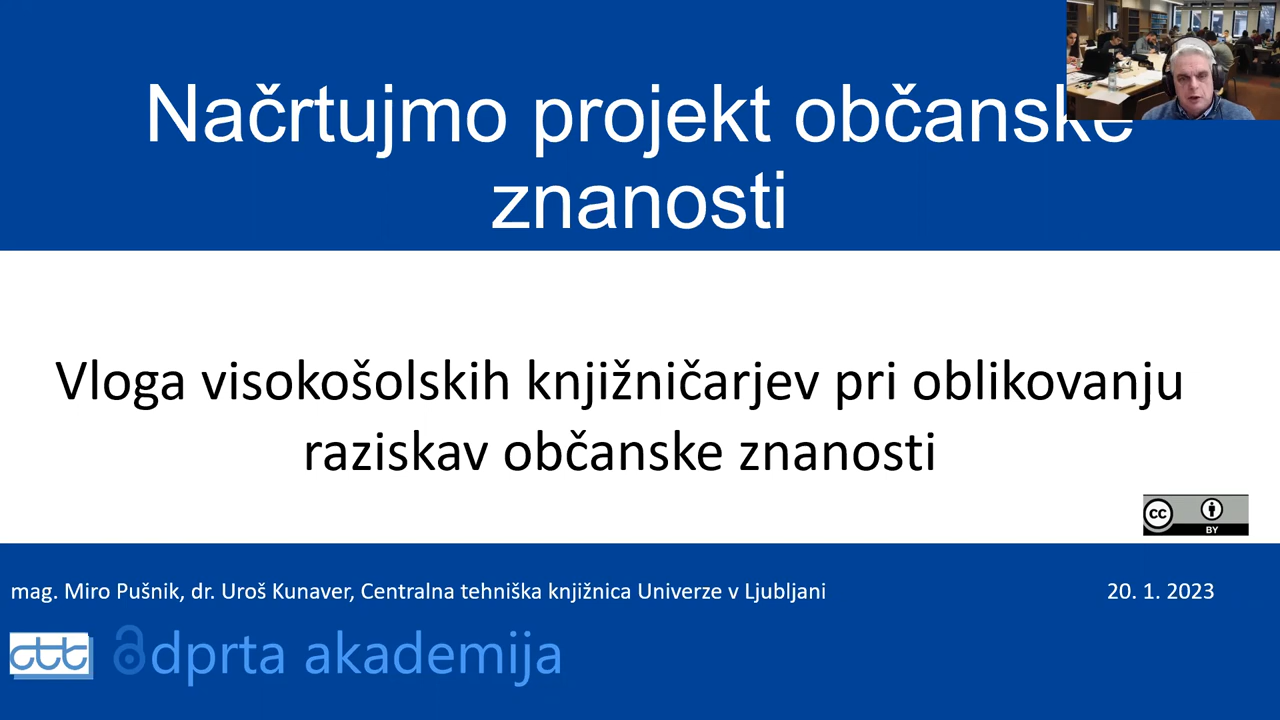 Načrtujmo projekt občanske
znanosti
Vloga visokošolskih knjižničarjev pri oblikovanju
raziskav občanske znanosti
cc
BY
mag. Miro Pušnik, dr. Uroš Kunaver, Centralna tehniška knjižnica Univerze v Ljubljani
20. 1. 2023
ctk
odprta akademija